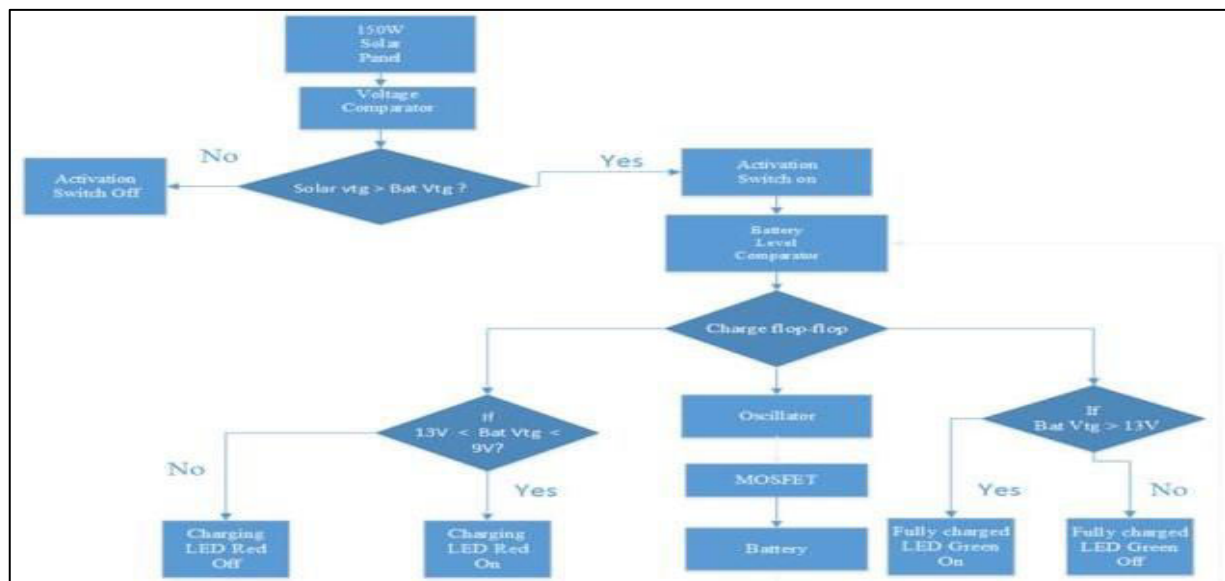 150W
Solar
Panel
Voltage
Comparator
No
Yes
Activation
Switch Off
Solar vtg > Bat Vtg ?
Activation
Switch on
Battery
Level
Comparator
Charge flop-flop
If
13V < Bat Vtg <
9V?
Oscillator
If
Bat Vtg > 13V
No
Yes
MOSFET
Yes
No
Charging
LED Red
Off
Charging
LED Red
On
Battery
Fully charged
LED Green
On
Fully charged
LED Green
Off